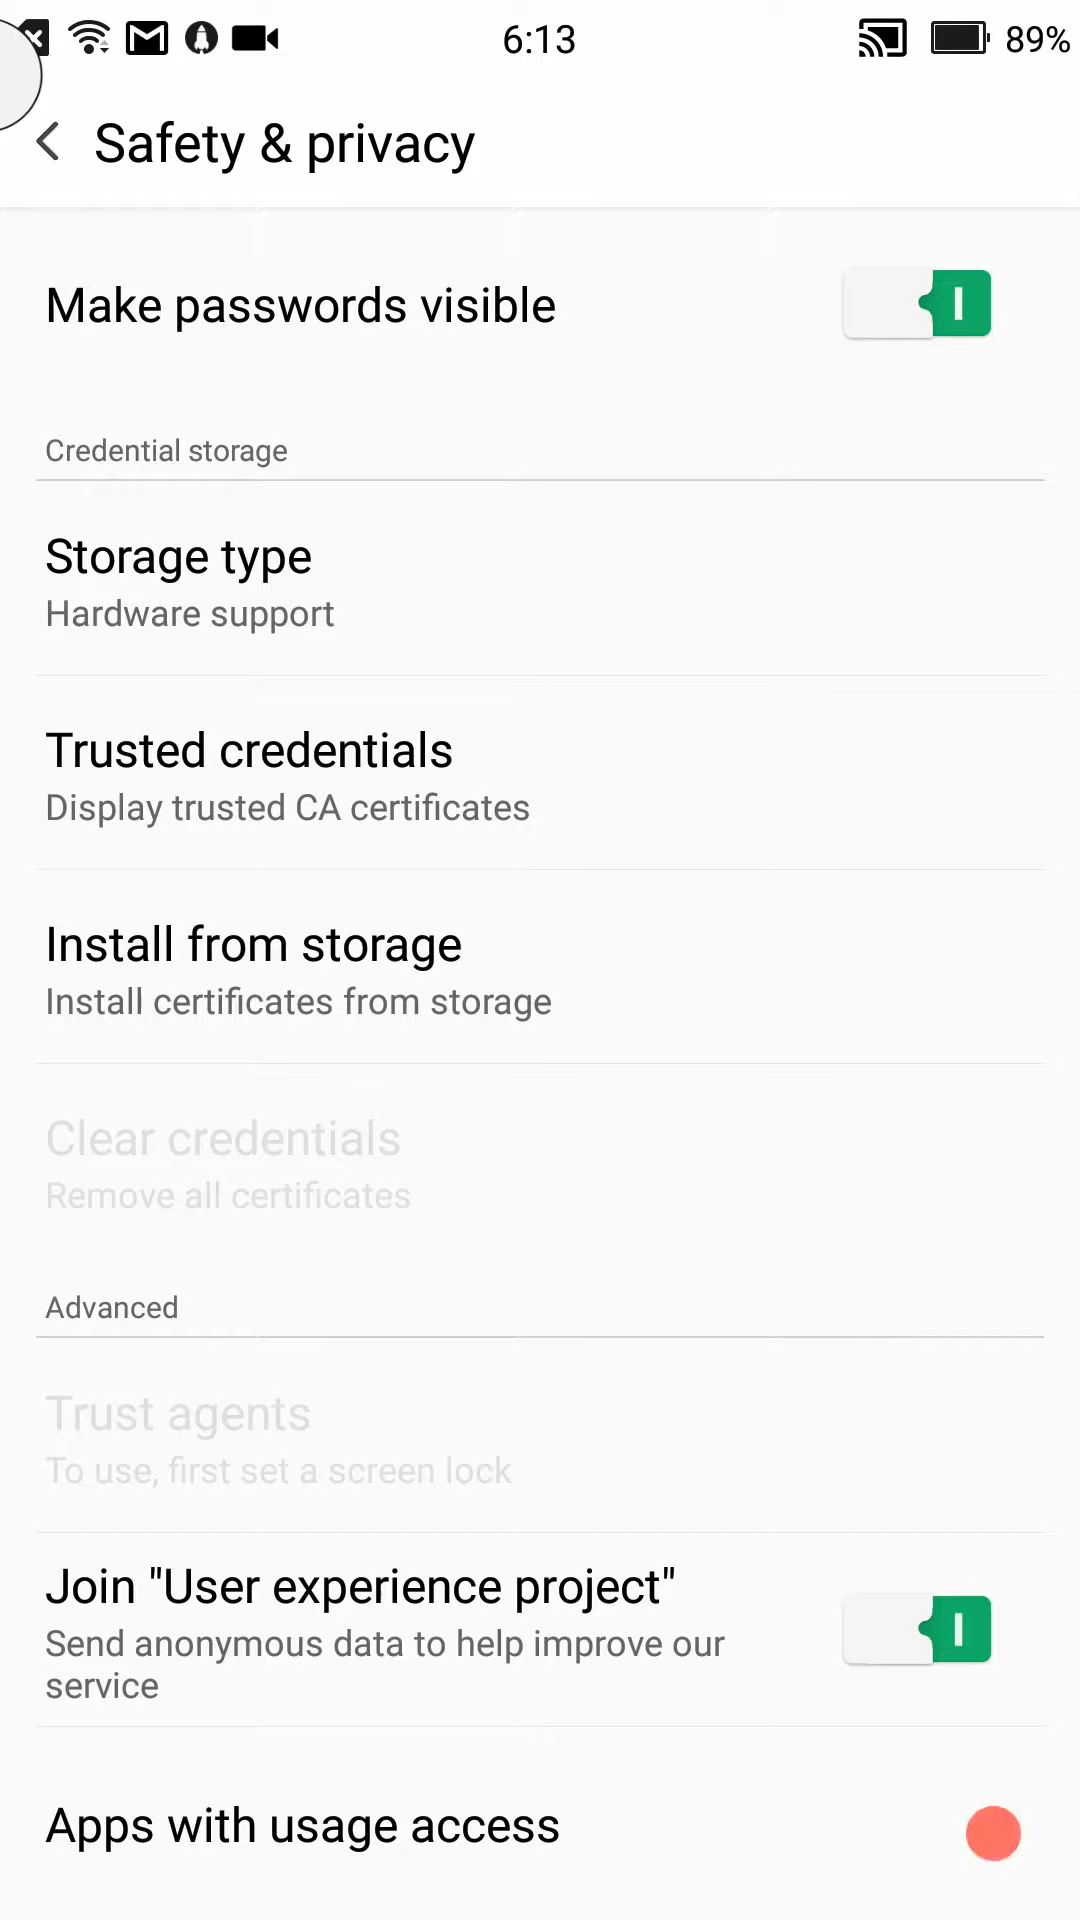 6:13
89%
Safety & privacy
Make passwords visible
Credential storage
Storage type
Hardware support
Trusted credentials
Display trusted CA certificates
Install from storage
Install certificates from storage
Clear credentials
Remove all certificates
Advanced
Trust agents
To use, first set a screen lock
Join "User experience project"
Send anonymous data to help improve our
service
Apps with usage access